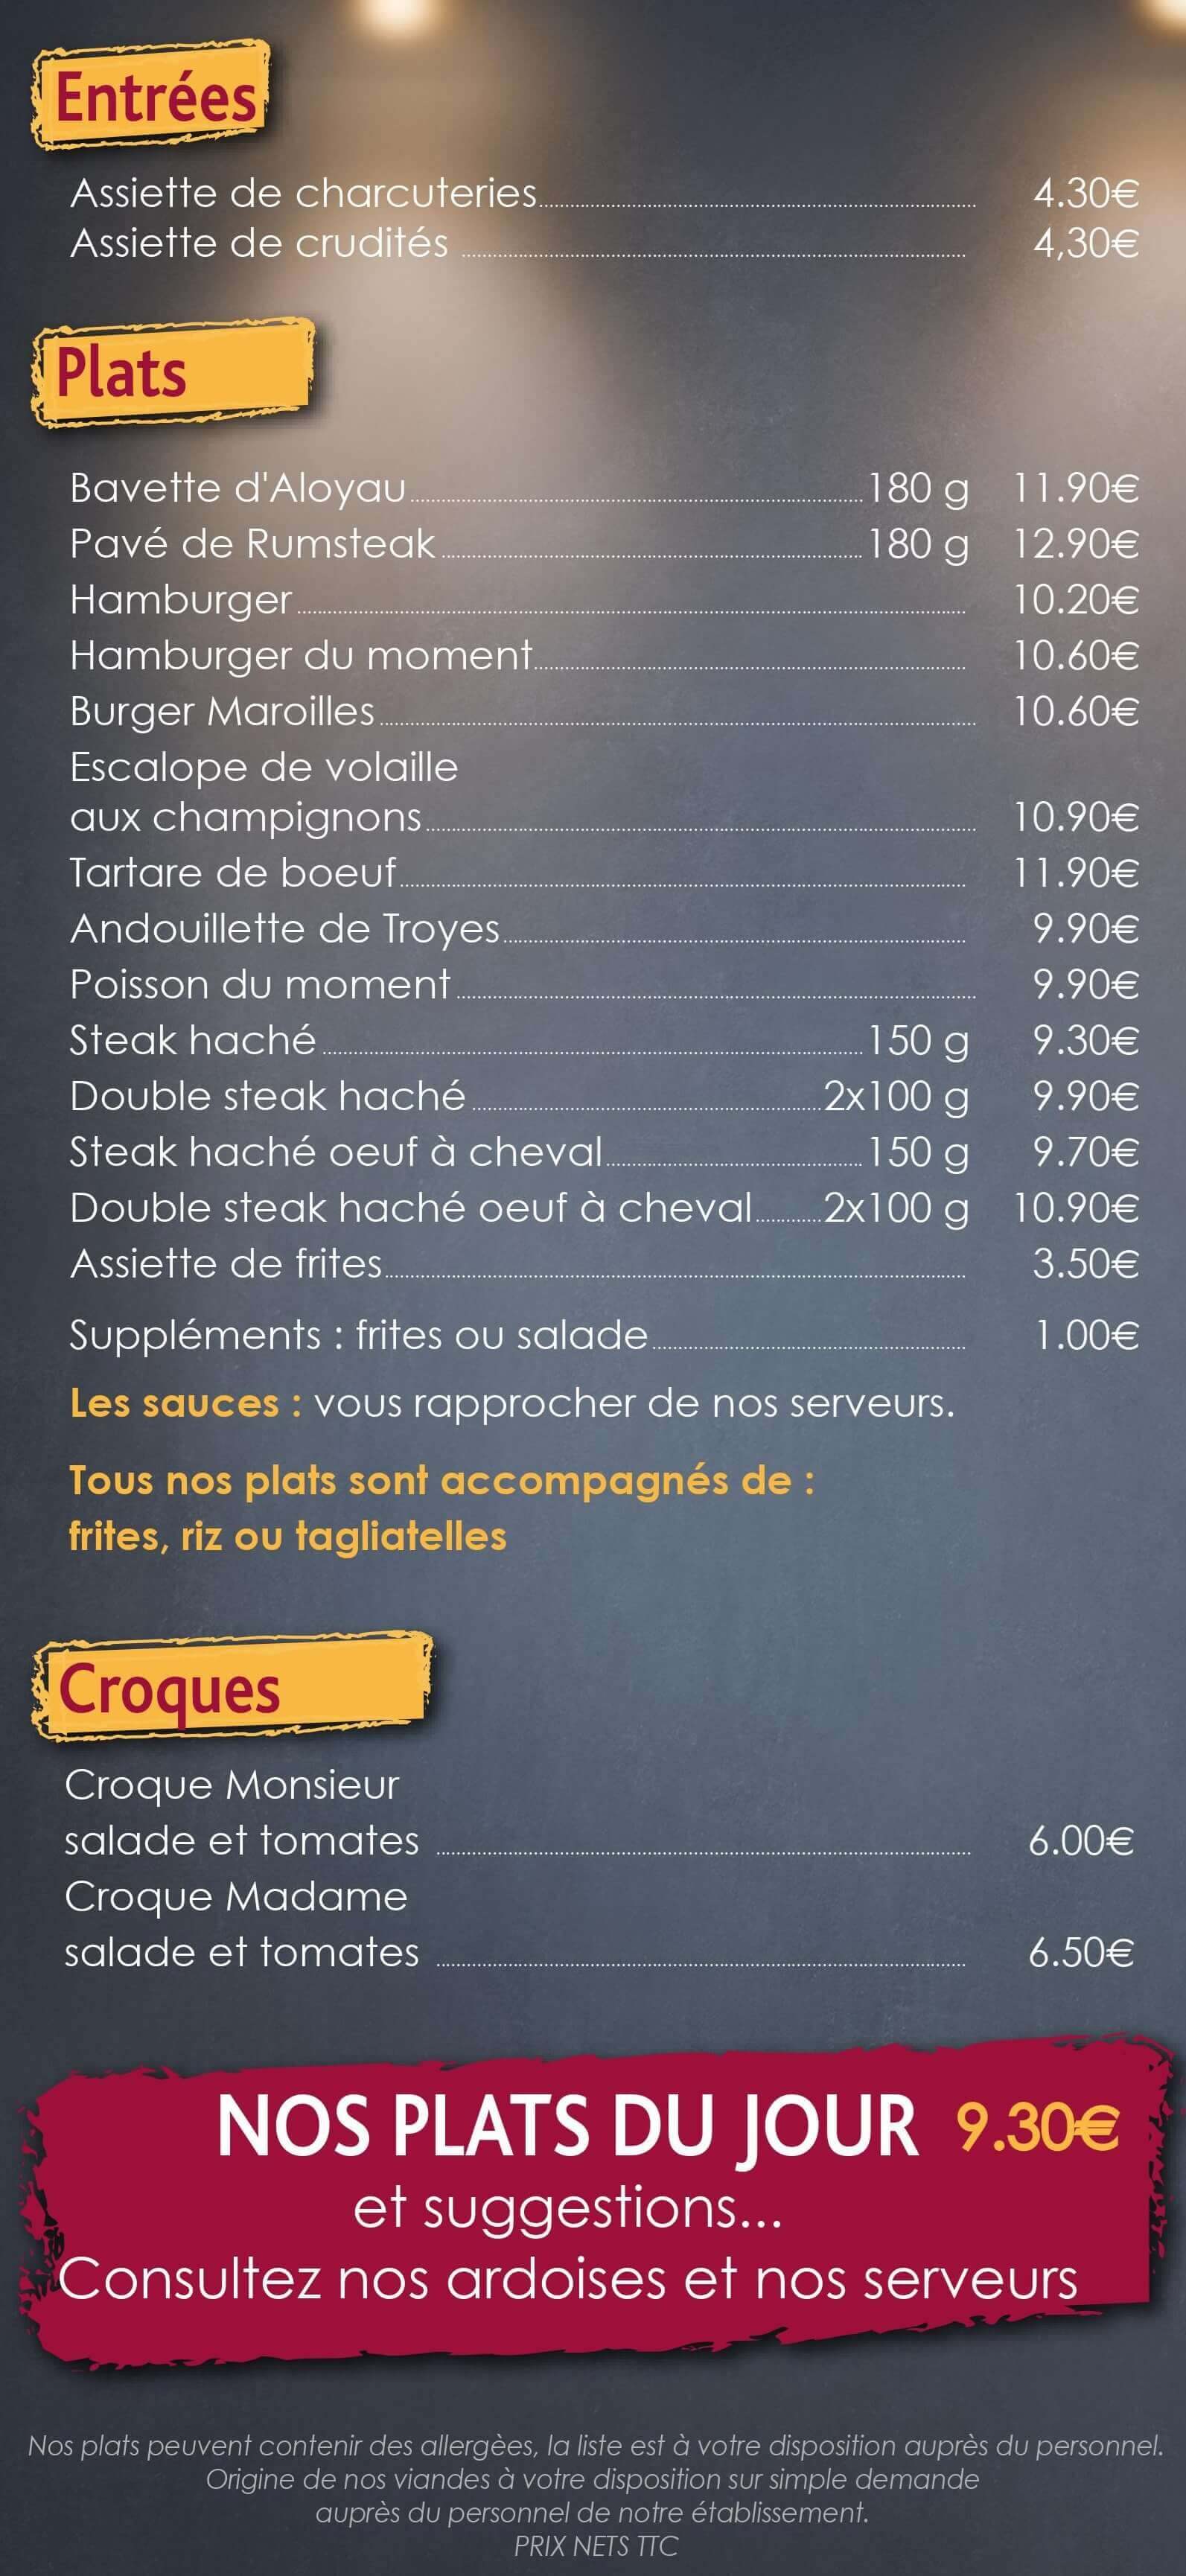 Entrées
Assiette de charcuteries 4.30€
Assiette de crudités 4,30€
Plats
Bavette d'Aloyau 180 g 11.90€
Pavé de Rumsteak 180 g 12.90€
Hamburger 10.20€
Hamburger du moment 10.60€
Burger Maroilles 10.60€
Escalope de volaille
aux champignons 10.90€
Tartare de boeuf 11.90€
Andouillette de Troyes 9.90€
Poisson du moment 9.90€
Steak haché 150 g 9.30€
Double steak haché 2x100 g 9.90€
Steak haché oeuf à cheval 150 g 9.70€
Double steak haché oeuf à cheval 2x100 g 10.90€
Assiette de frites 3.50€
Suppléments : frites ou salade 1.00€
Les sauces : vous rapprocher de nos serveurs.
Tous nos plats sont accompagnés de :
frites, riz ou tagliatelles
Croques
Croque Monsieur
salade et tomates 6.00€
Croque Madame
salade et tomates 6.50€
NOS PLATS DU JOUR 9.30€
et suggestions...
Consultez nos ardoises et nos serveurs
Nos plats peuvent contenir des allergèes, la liste est à votre disposition auprès du personnel.
Origine de nos viandes à votre disposition sur simple demande
auprès du personnel de notre établissement.
PRIX NETS TTC